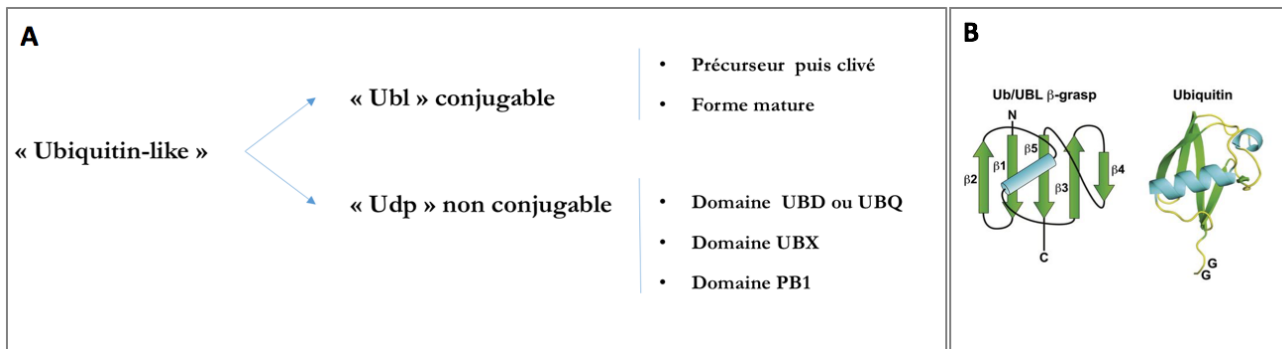 A
« Ubiquitin-like »
« Ubl » conjugable
• Précurseur puis clivé
• Forme mature
« Udp » non conjugable
• Domaine UBD ou UBQ
• Domaine UBX
• Domaine PB1
B
Ub/UBL β-grasp
N
β2
β1
β5
β3
β4
C
Ubiquitin
G
G